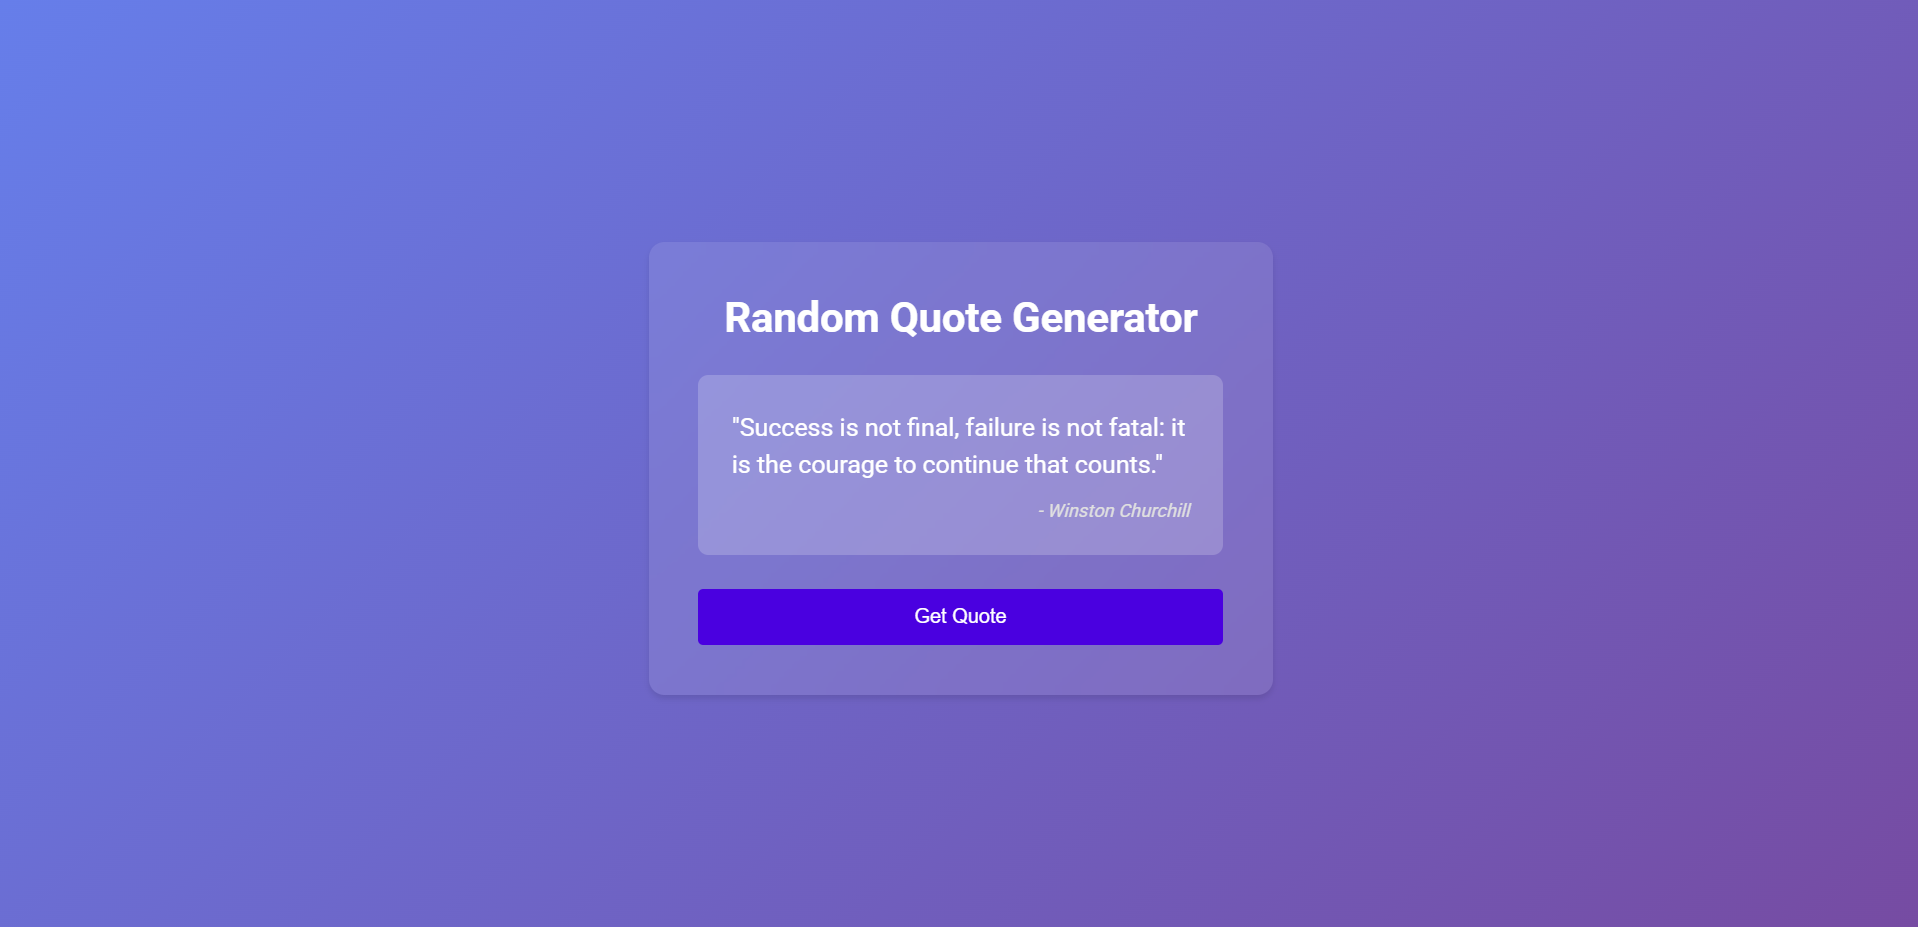 Random Quote Generator
"Success is not final, failure is not fatal: it
is the courage to continue that counts."
- Winston Churchill
Get Quote